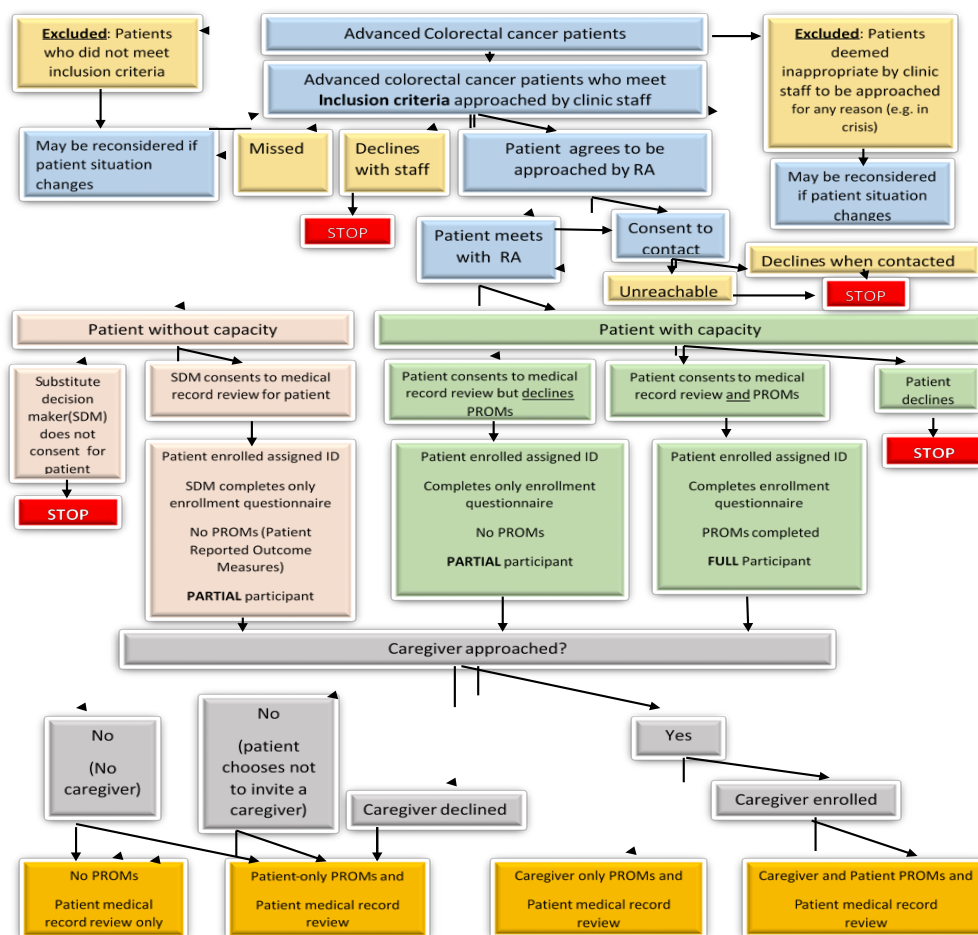 Advanced Colorectal cancer patients
Excluded: Patients
who did not meet
inclusion criteria
Excluded: Patients
deemed
inappropriate by clinic
staff to be approached
for any reason (e.g. in
crisis)
Advanced colorectal cancer patients who meet
Inclusion criteria approached by clinic staff
May be reconsidered if
patient situation
changes
Missed
Declines
with staff
Patient agrees to be
approached by RA
May be reconsidered
if patient situation
changes
STOP
Patient meets
with RA
Consent to
contact
Declines when contacted
Unreachable
STOP
Patient without capacity
Patient with capacity
Substitute
decision
maker(SDM)
does not
consent for
patient
SDM consents to medical
record review for patient
Patient consents to medical
record review but declines
PROMs
Patient consents to medical
record review and PROMs
Patient
declines
STOP
STOP
Patient enrolled assigned ID
SDM completes only
enrollment questionnaire
No PROMs (Patient
Reported Outcome
Measures)
PARTIAL participant
Patient enrolled assigned ID
Completes only enrollment
questionnaire
No PROMs
PARTIAL participant
Patient enrolled assigned ID
Completes enrollment
questionnaire
PROMs completed
FULL Participant
Caregiver approached?
No
(No
caregiver)
No
(patient
chooses not
to invite a
caregiver)
Yes
Caregiver declined
Caregiver enrolled
No PROMs
Patient medical
record review only
Patient-only PROMs and
Patient medical record
review
Caregiver only PROMs and
Patient medical record
review
Caregiver and Patient PROMs and
Patient medical record
review